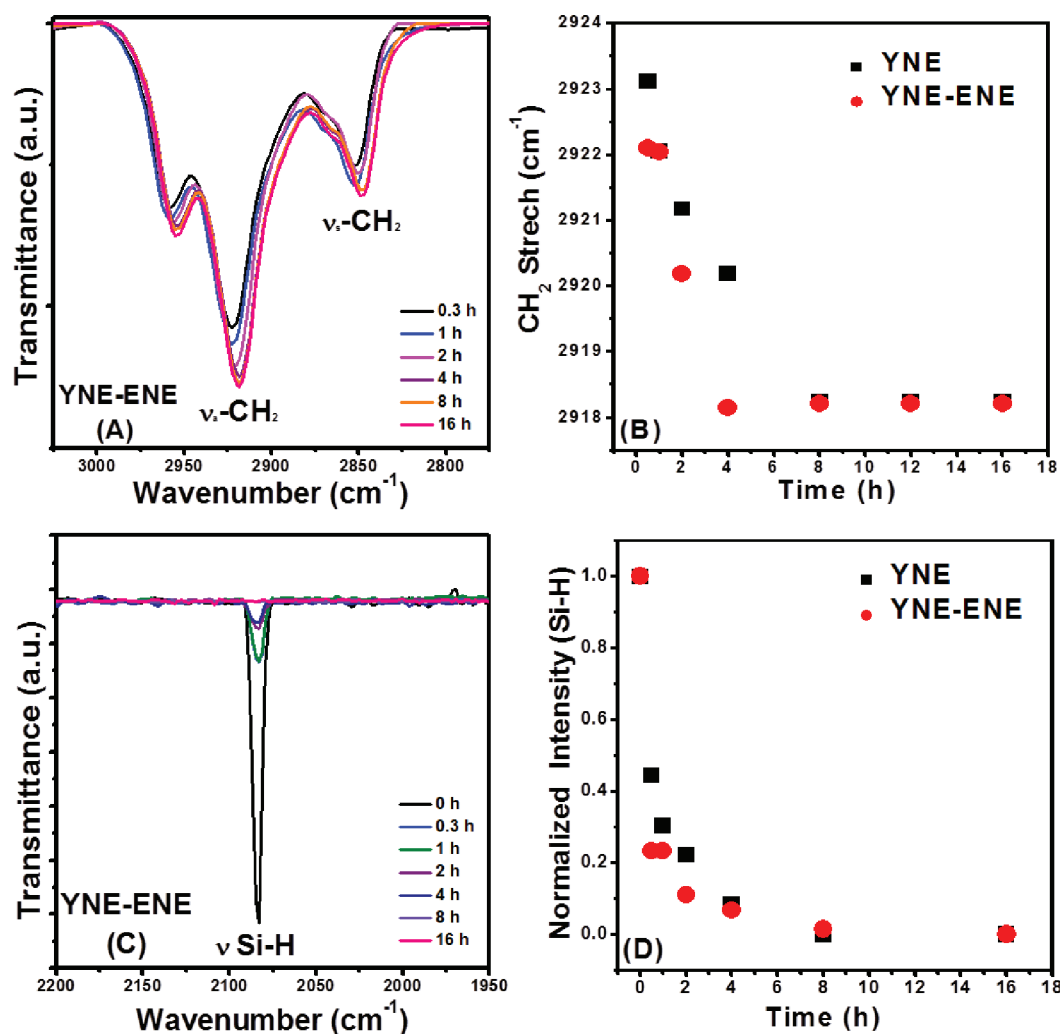 Transmittance (a.u.)
νs-CH2
0.3 h
1 h
2 h
4 h
8 h
16 h
YNE-ENE
(A)
νa-CH2
3000 2950 2900 2850 2800
Wavenumber (cm-1)
2924
2923
2922
2921
2920
2919
2918
CH2 Strech (cm-1)
YNE
YNE-ENE
(B)
0 2 4 6 8 10 12 14 16 18
Time (h)
Transmittance (a.u.)
0 h
0.3 h
1 h
2 h
4 h
8 h
16 h
YNE-ENE
(C)
ν Si-H
2200 2150 2100 2050 2000 1950
Wavenumber (cm-1)
1.0
0.8
0.6
0.4
0.2
0.0
Normalized Intensity (Si-H)
YNE
YNE-ENE
(D)
0 2 4 6 8 10 12 14 16 18
Time (h)